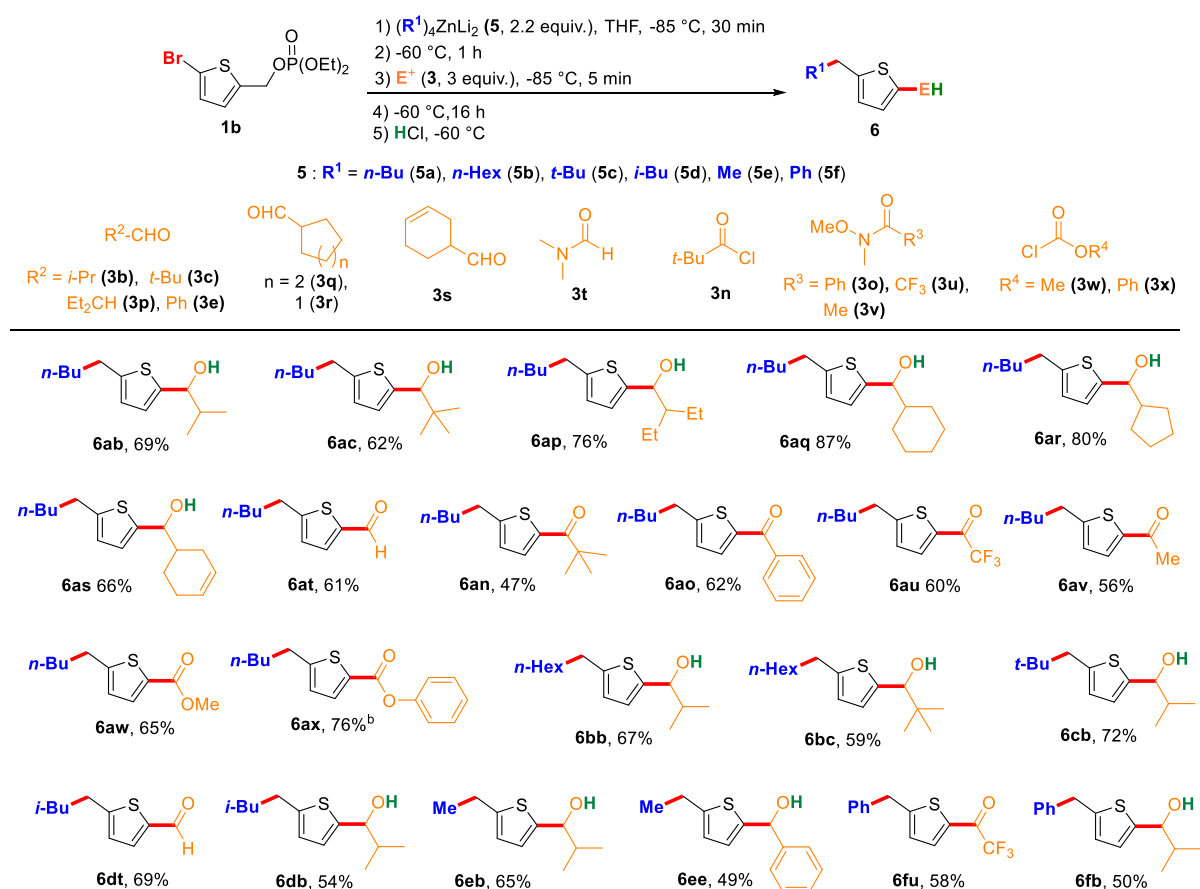 1) (R¹)₄ZnLi₂ (5, 2.2 equiv.), THF, -85 °C, 30 min
2) -60 °C, 1 h
3) E⁺ (3, 3 equiv.), -85 °C, 5 min
4) -60 °C,16 h
5) HCl, -60 °C
Br
S
O
OP(OEt)₂
1b
R¹
S
EH
6
5 : R¹ = n-Bu (5a), n-Hex (5b), t-Bu (5c), i-Bu (5d), Me (5e), Ph (5f)
R²-CHO
R² = i-Pr (3b), t-Bu (3c)
Et₂CH (3p), Ph (3e)
OHC
n
n = 2 (3q),
1 (3r)
CHO
3s
O
N
H
3t
O
t-Bu
Cl
3n
O
MeO
N
R³
R³ = Ph (3o), CF₃ (3u),
Me (3v)
O
Cl
OR⁴
R⁴ = Me (3w), Ph (3x)
n-Bu
S
OH
6ab, 69%
n-Bu
S
OH
6ac, 62%
n-Bu
S
OH
Et
Et
6ap, 76%
n-Bu
S
OH
6aq 87%
n-Bu
S
OH
6ar, 80%
n-Bu
S
OH
6as 66%
n-Bu
S
O
H
6at, 61%
n-Bu
S
O
6an, 47%
n-Bu
S
O
6ao, 62%
n-Bu
S
O
CF₃
6au 60%
n-Bu
S
O
Me
6av, 56%
n-Bu
S
O
OMe
6aw, 65%
n-Bu
S
O
O
6ax, 76%ᵇ
n-Hex
S
OH
6bb, 67%
n-Hex
S
OH
6bc, 59%
t-Bu
S
OH
6cb, 72%
i-Bu
S
O
H
6dt, 69%
i-Bu
S
OH
6db, 54%
Me
S
OH
6eb, 65%
Me
S
OH
6ee, 49%
Ph
S
O
CF₃
6fu, 58%
Ph
S
OH
6fb, 50%